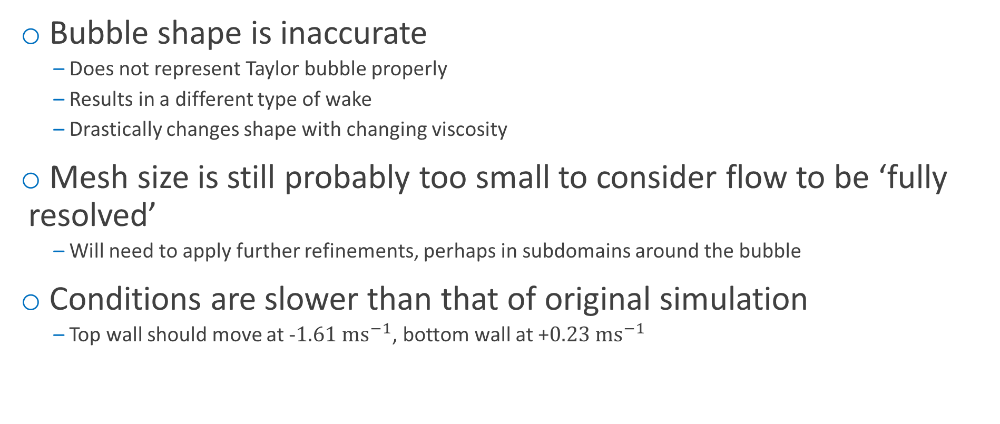 ○ Bubble shape is inaccurate
– Does not represent Taylor bubble properly
– Results in a different type of wake
– Drastically changes shape with changing viscosity
○ Mesh size is still probably too small to consider flow to be ‘fully
resolved’
– Will need to apply further refinements, perhaps in subdomains around the bubble
○ Conditions are slower than that of original simulation
– Top wall should move at -1.61 ms⁻¹, bottom wall at +0.23 ms⁻¹